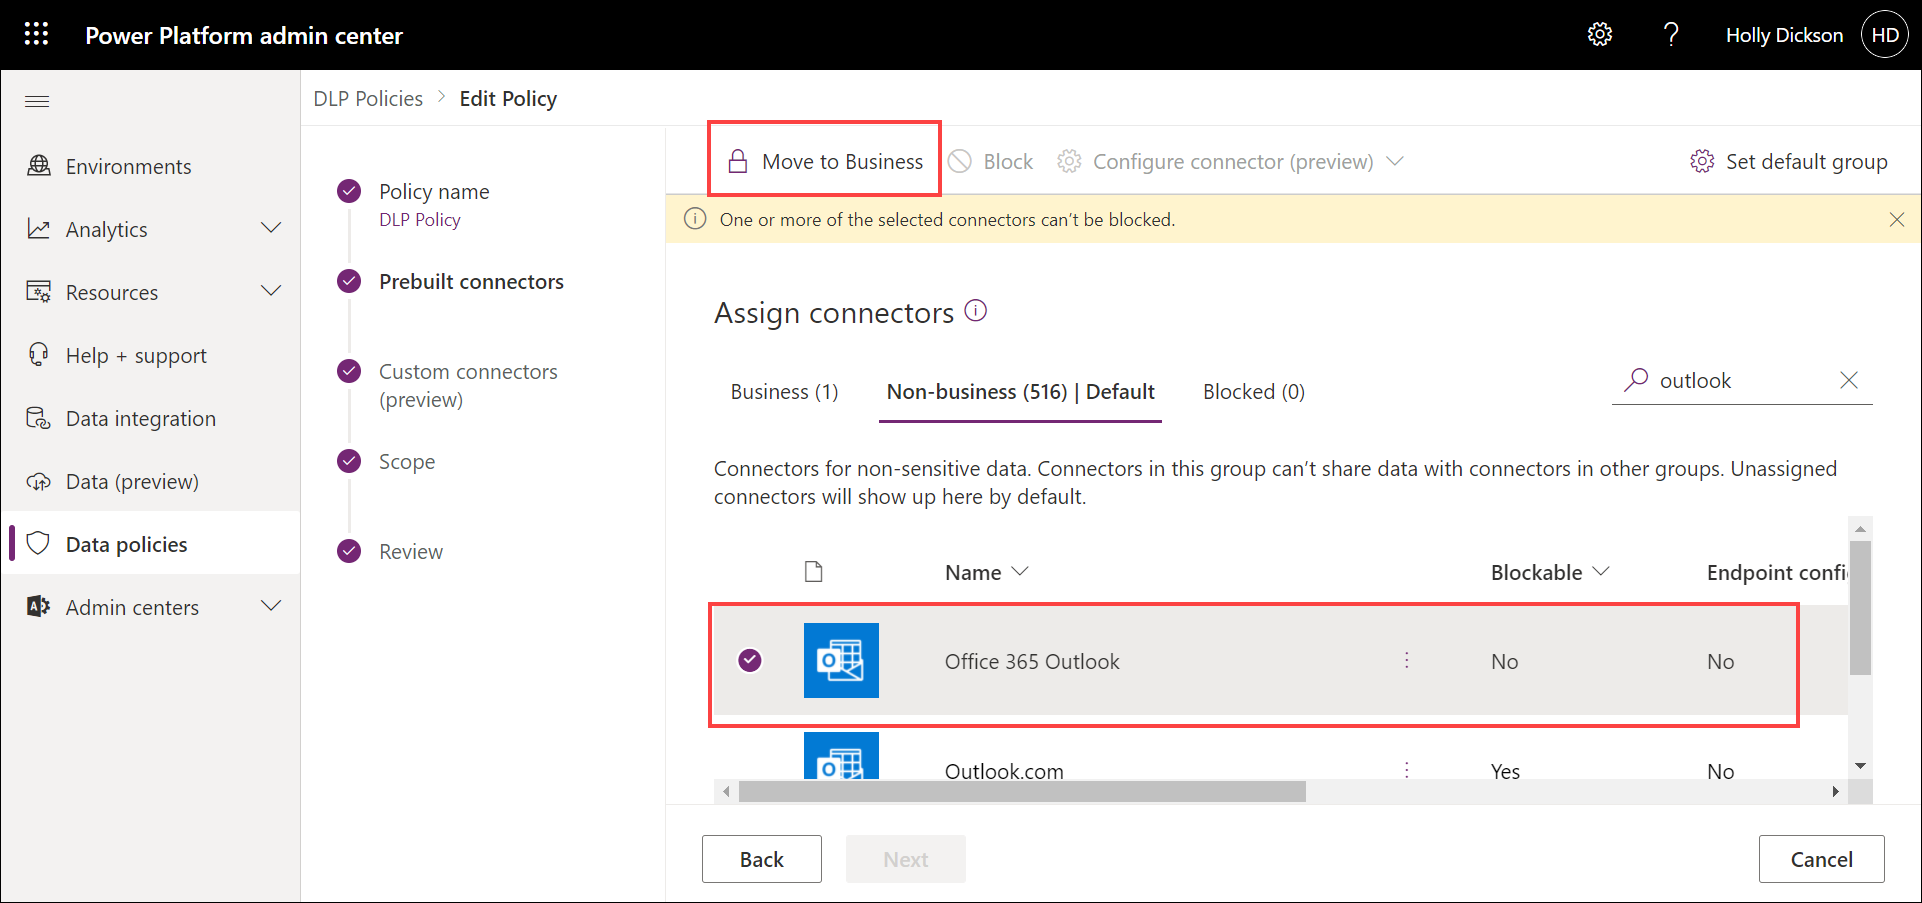 Power Platform admin center
Holly Dickson
HD
DLP Policies > Edit Policy
Environments
Analytics
Resources
Help + support
Data integration
Data (preview)
Data policies
Admin centers
Policy name
DLP Policy
Prebuilt connectors
Custom connectors
(preview)
Scope
Review
Move to Business
Block
Configure connector (preview)
Set default group
One or more of the selected connectors can't be blocked.
Assign connectors
Business (1)
Non-business (516) | Default
Blocked (0)
outlook
Connectors for non-sensitive data. Connectors in this group can't share data with connectors in other groups. Unassigned
connectors will show up here by default.
Name
Blockable
Endpoint confi
Office 365 Outlook
No
No
Outlook.com
Yes
No
Back
Next
Cancel